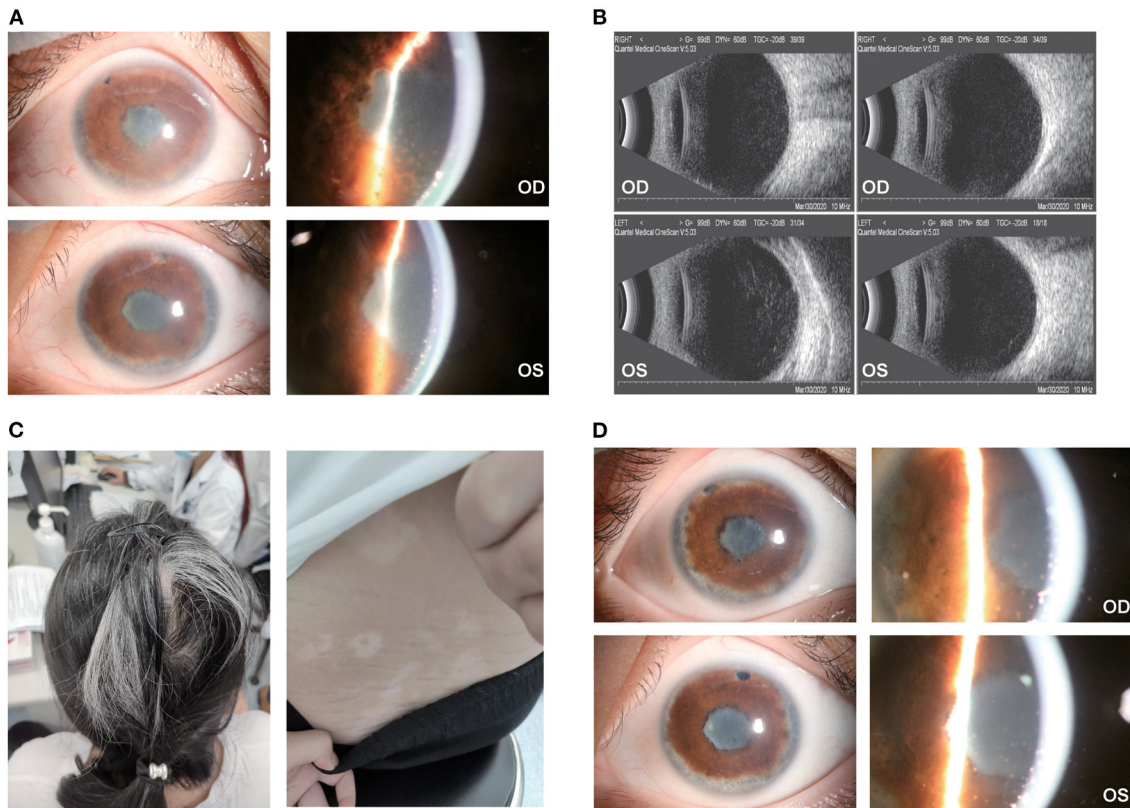 A
OD
OS
B
RIGHT < > G= 99dB DYN= 60dB TGC= -20dB 39/39
Quantel Medical CineScan V:5.03
OD
Mar/30/2020 10 MHz
RIGHT < > G= 99dB DYN= 60dB TGC= -20dB 34/39
Quantel Medical CineScan V:5.03
OD
Mar/30/2020 10 MHz
LEFT < > G= 99dB DYN= 60dB TGC= -20dB 31/34
Quantel Medical CineScan V:5.03
OS
Mar/30/2020 10 MHz
LEFT < > G= 99dB DYN= 60dB TGC= -20dB 18/18
Quantel Medical CineScan V:5.03
OS
Mar/30/2020 10 MHz
C
D
OD
OS